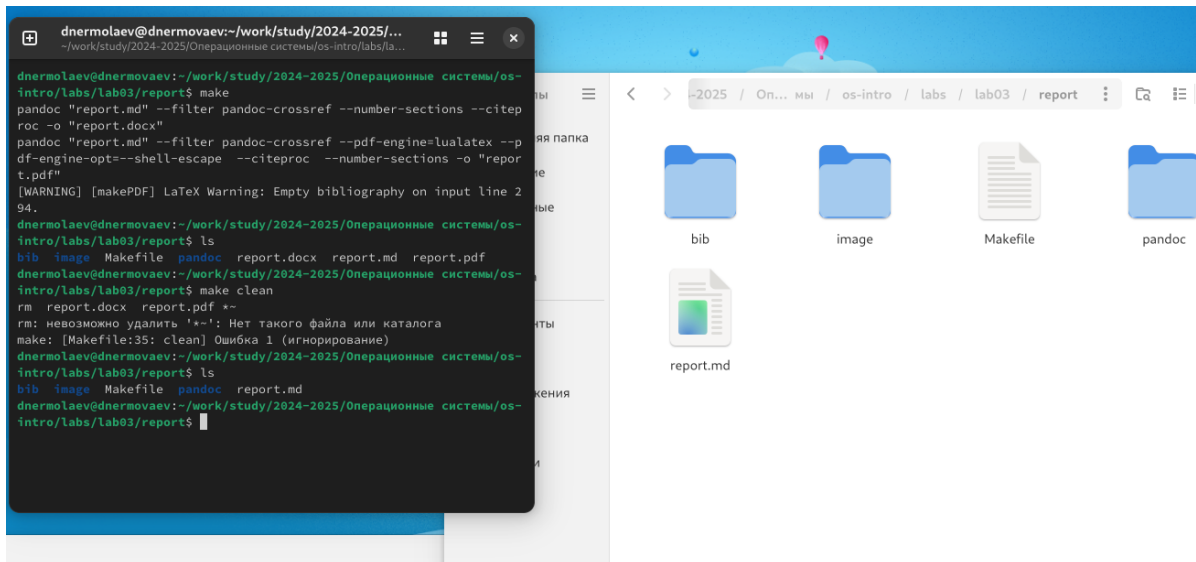 dnermolaev@dnermovaev:~/work/study/2024-2025/...
~/work/study/2024-2025/Операционные системы/os-intro/labs/la...
dnermolaev@dnermovaev:~/work/study/2024-2025/Операционные системы/os-
intro/labs/lab03/report$ make
pandoc "report.md" --filter pandoc-crossref --number-sections --citep
roc -o "report.docx"
pandoc "report.md" --filter pandoc-crossref --pdf-engine=lualatex --p
df-engine-opt=--shell-escape  --citeproc  --number-sections -o "repor
t.pdf"
[WARNING] [makePDF] LaTeX Warning: Empty bibliography on input line 2
94.
dnermolaev@dnermovaev:~/work/study/2024-2025/Операционные системы/os-
intro/labs/lab03/report$ ls
bib  image  Makefile  pandoc  report.docx  report.md  report.pdf
dnermolaev@dnermovaev:~/work/study/2024-2025/Операционные системы/os-
intro/labs/lab03/report$ make clean
rm  report.docx  report.pdf *~
rm: невозможно удалить '*~': Нет такого файла или каталога
make: [Makefile:35: clean] Ошибка 1 (игнорирование)
dnermolaev@dnermovaev:~/work/study/2024-2025/Операционные системы/os-
intro/labs/lab03/report$ ls
bib  image  Makefile  pandoc  report.md
dnermolaev@dnermovaev:~/work/study/2024-2025/Операционные системы/os-
intro/labs/lab03/report$
-2025 / Оп... мы / os-intro / labs / lab03 / report
папка
bib
image
Makefile
pandoc
report.md